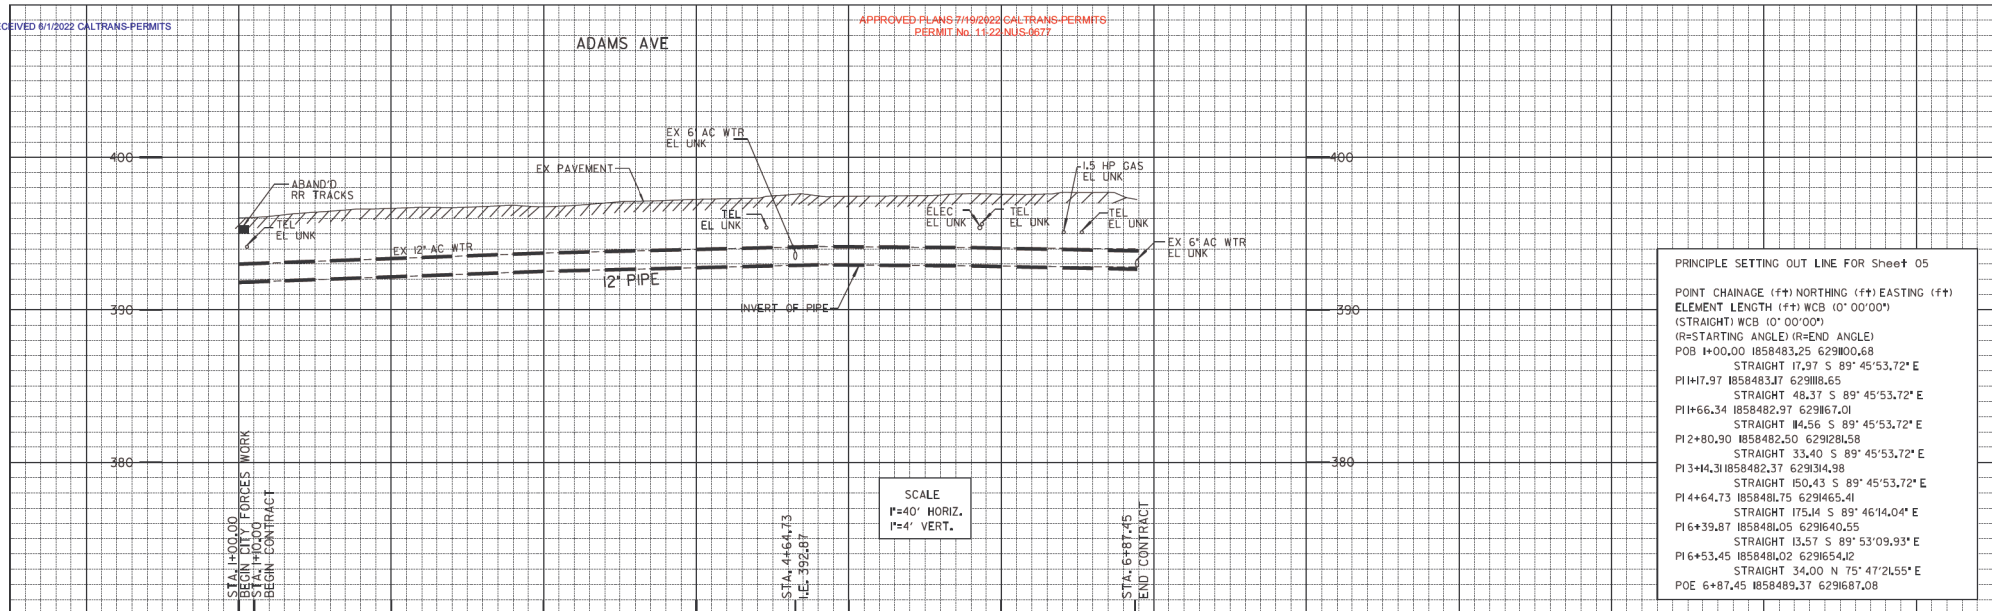 CEIVED 6/1/2022 CALTRANS-PERMITS
APPROVED PLANS 7/19/2022 CALTRANS-PERMITS
PERMIT No. 11-22-NUS-0677
ADAMS AVE
400
ABAND'D
RR TRACKS
TEL
EL UNK
EX 12" AC WTR
EX PAVEMENT
EX 6" AC WTR
EL UNK
TEL
EL UNK
12" PIPE
INVERT OF PIPE
ELEC
EL UNK
TEL
EL UNK
1.5 HP GAS
EL UNK
TEL
EL UNK
EX 6" AC WTR
EL UNK
400
390
390
380
380
STA. 1+00.00
BEGIN CITY FORCES WORK
STA. 1+10.00
BEGIN CONTRACT
STA. 4+64.73
I.E. 392.87
SCALE
1"=40' HORIZ.
1"=4' VERT.
STA. 6+87.45
END CONTRACT
PRINCIPLE SETTING OUT LINE FOR Sheet 05
POINT CHAINAGE (ft) NORTHING (ft) EASTING (ft)
ELEMENT LENGTH (ft) WCB (0° 00'00")
(STRAIGHT) WCB (0° 00'00")
(R=STARTING ANGLE) (R=END ANGLE)
POB 1+00.00 1858483.25 6291100.68
STRAIGHT 17.97 S 89° 45'53.72" E
PI 1+17.97 1858483.17 6291118.65
STRAIGHT 48.37 S 89° 45'53.72" E
PI 1+66.34 1858482.97 6291167.01
STRAIGHT 114.56 S 89° 45'53.72" E
PI 2+80.90 1858482.50 6291281.58
STRAIGHT 33.40 S 89° 45'53.72" E
PI 3+14.31 1858482.37 6291314.98
STRAIGHT 150.43 S 89° 45'53.72" E
PI 4+64.73 1858481.75 6291465.41
STRAIGHT 175.14 S 89° 46'14.04" E
PI 6+39.87 1858481.05 6291640.55
STRAIGHT 13.57 S 89° 53'09.93" E
PI 6+53.45 1858481.02 6291654.12
STRAIGHT 34.00 N 75° 47'21.55" E
POE 6+87.45 1858489.37 6291687.08